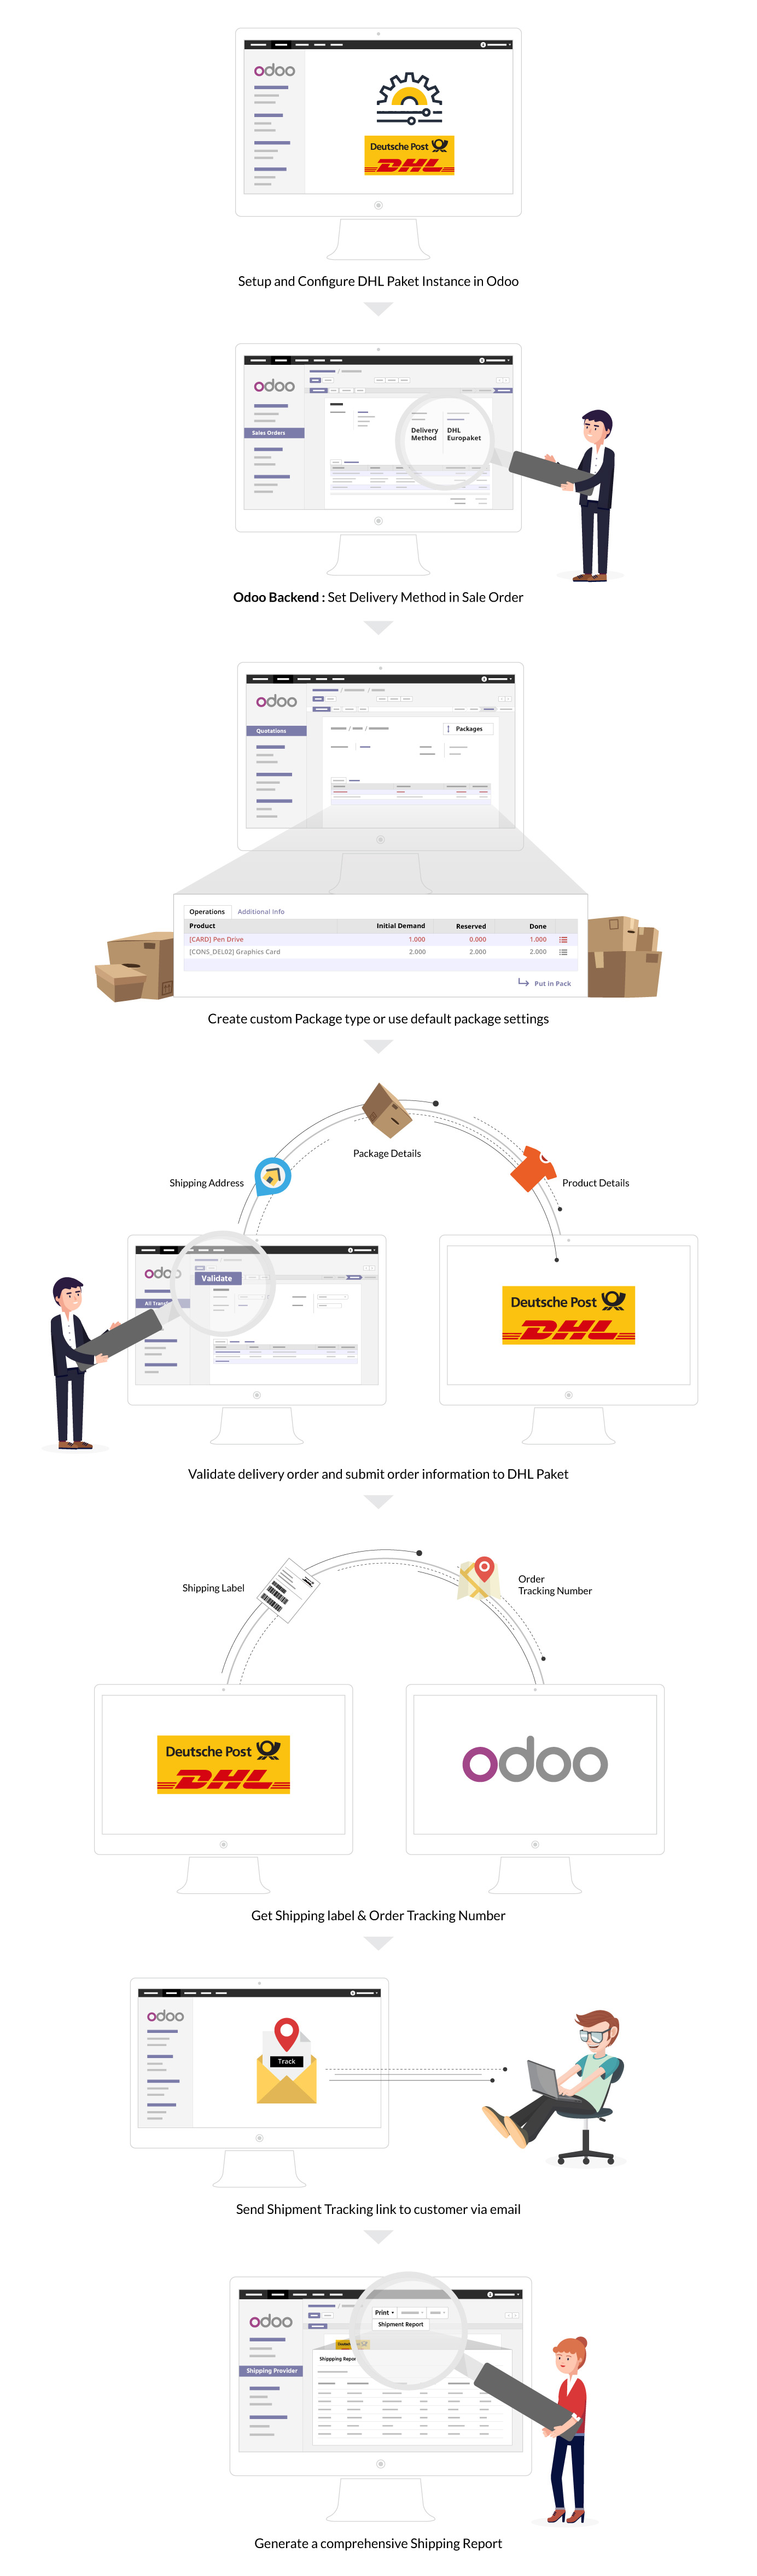 odoo
Deutsche Post
DHL
Setup and Configure DHL Paket Instance in Odoo
odoo
Sales Orders
Delivery Method
DHL Europaket
Odoo Backend : Set Delivery Method in Sale Order
odoo
Quotations
Packages
Operations Additional Info
Product Initial Demand Reserved Done
[CARD] Pen Drive 1.000 0.000 1.000
[CONS_DEL02] Graphics Card 2.000 2.000 2.000
Put in Pack
Create custom Package type or use default package settings
Package Details
Shipping Address
Product Details
odoo
Validate
All Transf
Deutsche Post
DHL
Validate delivery order and submit order information to DHL Paket
Shipping Label
Order
Tracking Number
Deutsche Post
DHL
odoo
Get Shipping label & Order Tracking Number
odoo
Track
Send Shipment Tracking link to customer via email
odoo
Print
Shipment Report
Shipping Provider
Shippping Repor
Generate a comprehensive Shipping Report